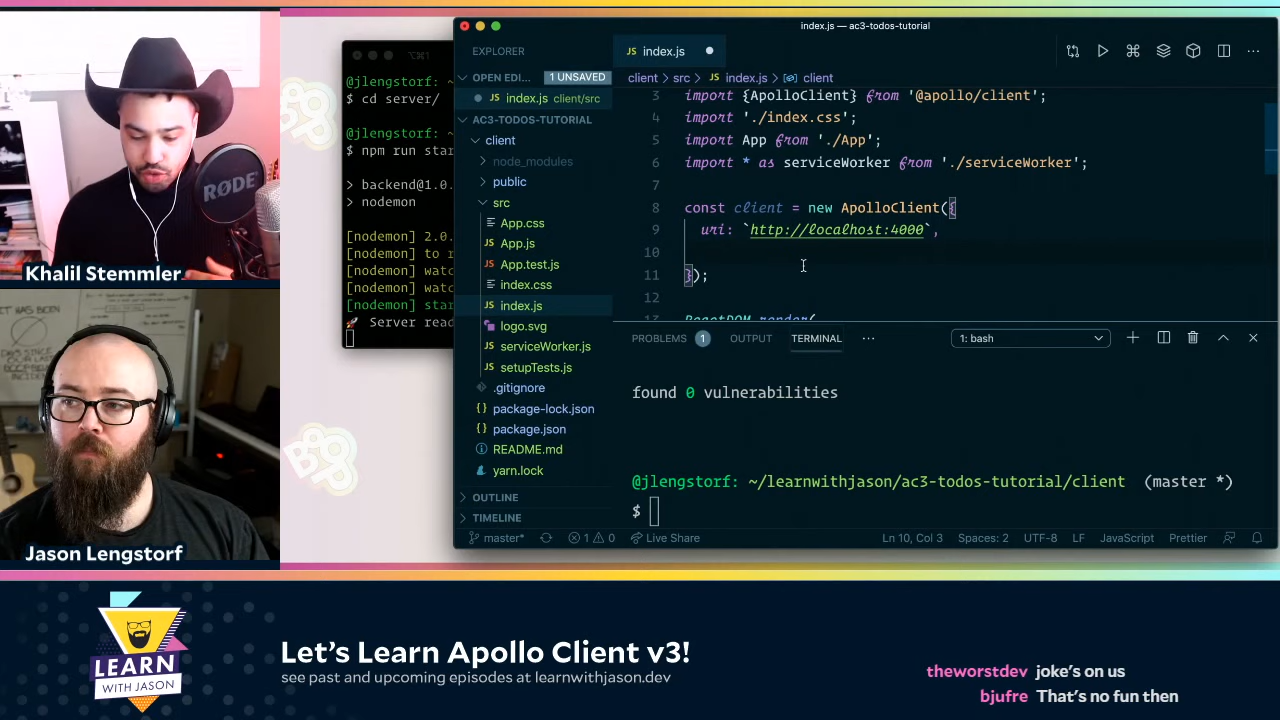 RØDE
Khalil Stemmler
Jason Lengstorf
@jlengstorf: ~
$ cd server/
@jlengstorf: ~
$ npm run star
> backend@1.0.
> nodemon
[nodemon] 2.0.
[nodemon] to r
[nodemon] watc
[nodemon] watc
[nodemon] star
🚀 Server read
index.js — ac3-todos-tutorial
EXPLORER
OPEN EDI... 1 UNSAVED
index.js client/src
AC3-TODOS-TUTORIAL
client
node_modules
public
src
App.css
JS App.js
JS App.test.js
index.css
JS index.js
logo.svg
JS serviceWorker.js
JS setupTests.js
.gitignore
{} package-lock.json
{} package.json
README.md
yarn.lock
OUTLINE
TIMELINE
JS index.js
client > src > JS index.js > client
3 import {ApolloClient} from '@apollo/client';
4 import './index.css';
5 import App from './App';
6 import * as serviceWorker from './serviceWorker';
7
8 const client = new ApolloClient({
9 uri: `http://localhost:4000`,
10
11 });
12
13 ReactDOM.render(
PROBLEMS 1 OUTPUT TERMINAL ··· 1: bash
found 0 vulnerabilities
@jlengstorf: ~/learnwithjason/ac3-todos-tutorial/client (master *)
$
master* 1 0 Live Share Ln 10, Col 3 Spaces: 2 UTF-8 LF JavaScript Prettier
LEARN
WITH JASON
Let's Learn Apollo Client v3!
see past and upcoming episodes at learnwithjason.dev
theworstdev joke's on us
bjufre That's no fun then